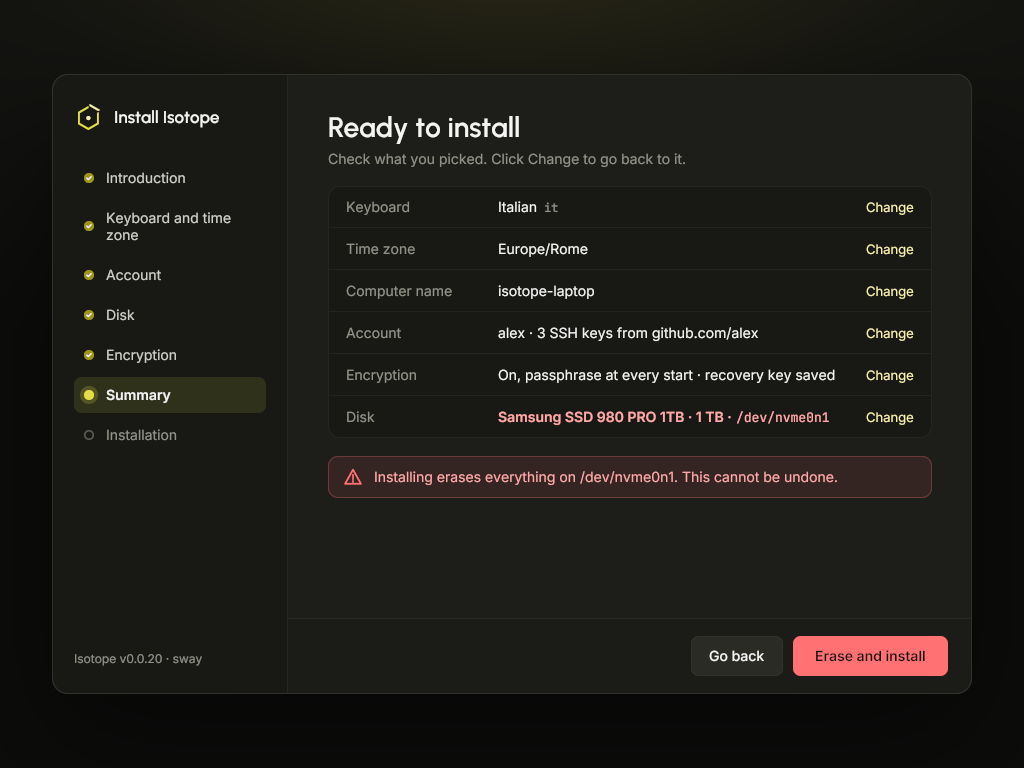 Install Isotope
Introduction
Keyboard and time
zone
Account
Disk
Encryption
Summary
Installation
Isotope v0.0.20 · sway
Ready to install
Check what you picked. Click Change to go back to it.
Keyboard Italian it Change
Time zone Europe/Rome Change
Computer name isotope-laptop Change
Account alex · 3 SSH keys from github.com/alex Change
Encryption On, passphrase at every start · recovery key saved Change
Disk Samsung SSD 980 PRO 1TB · 1 TB · /dev/nvme0n1 Change
Installing erases everything on /dev/nvme0n1. This cannot be undone.
Go back Erase and install